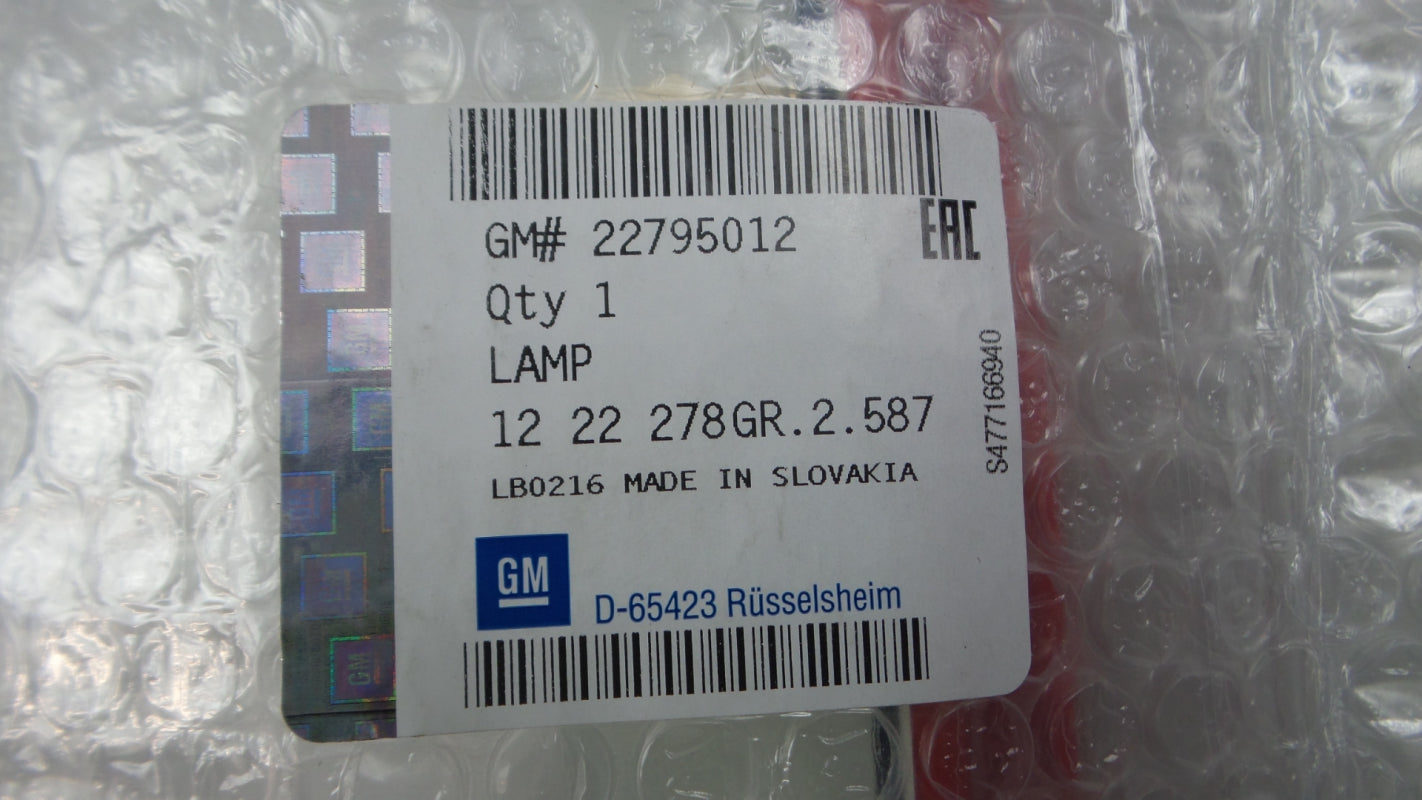 GM# 22795012
EAC
Qty 1
LAMP
12 22 278GR.2.587
LB0216 MADE IN SLOVAKIA
S477166940
GM
D-65423 Rüsselsheim
GM